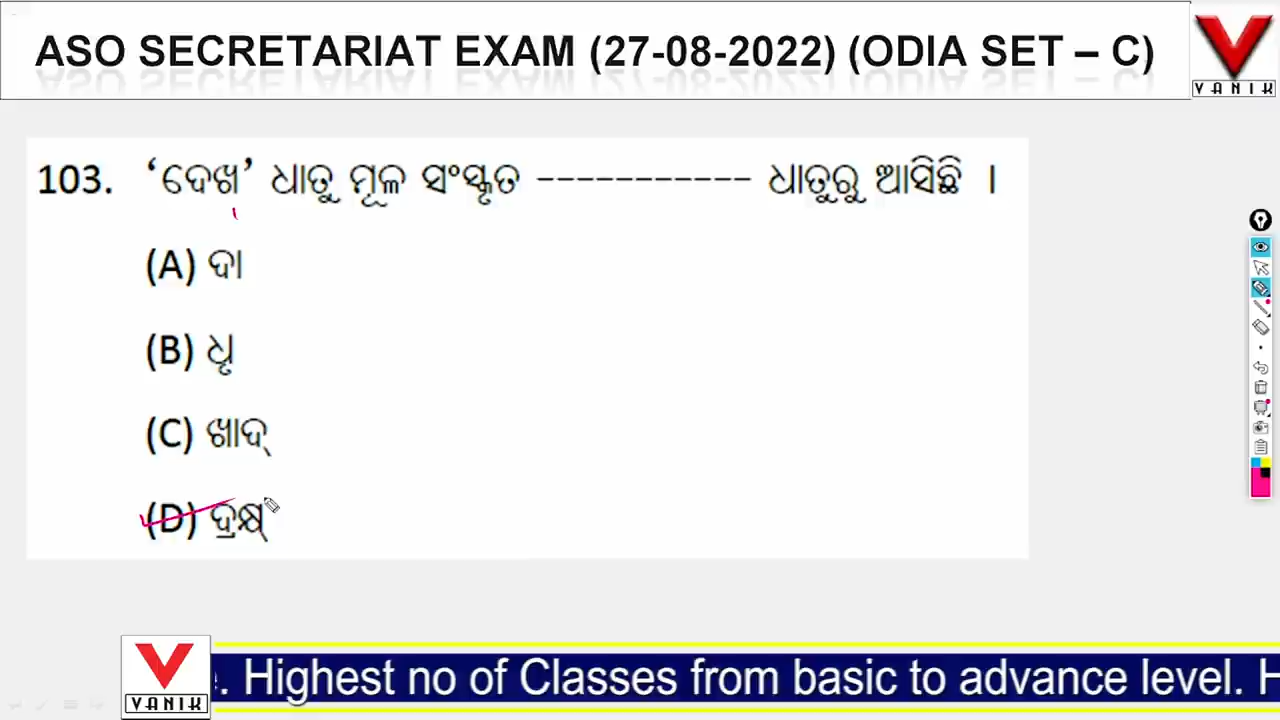 ASO SECRETARIAT EXAM (27-08-2022) (ODIA SET – C)
VANIK
103. ‘ଦେଖ’ ଧାତୁ ମୂଳ ସଂସ୍କୃତ ----------- ଧାତୁରୁ ଆସିଛି ।
(A) ଦା
(B) ଧୃ
(C) ଖାଦ୍
(D) ଦ୍ରକ୍ଷ୍
VANIK
. Highest no of Classes from basic to advance level. H